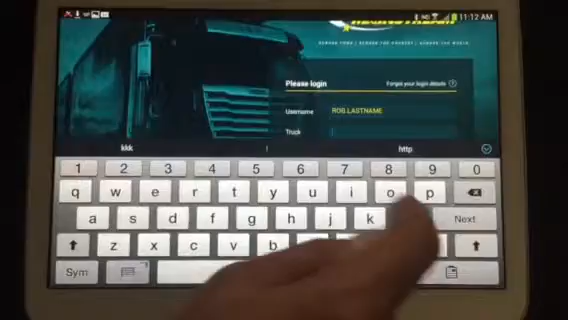 11:12 AM
Please login
Forgot your login details ?
Username
ROG.LASTNAME
Truck
kkk
!
http
1 2 3 4 5 6 7 8 9 0
q w e r t y u i o p
a s d f g h j k Next
z x c v b
Sym